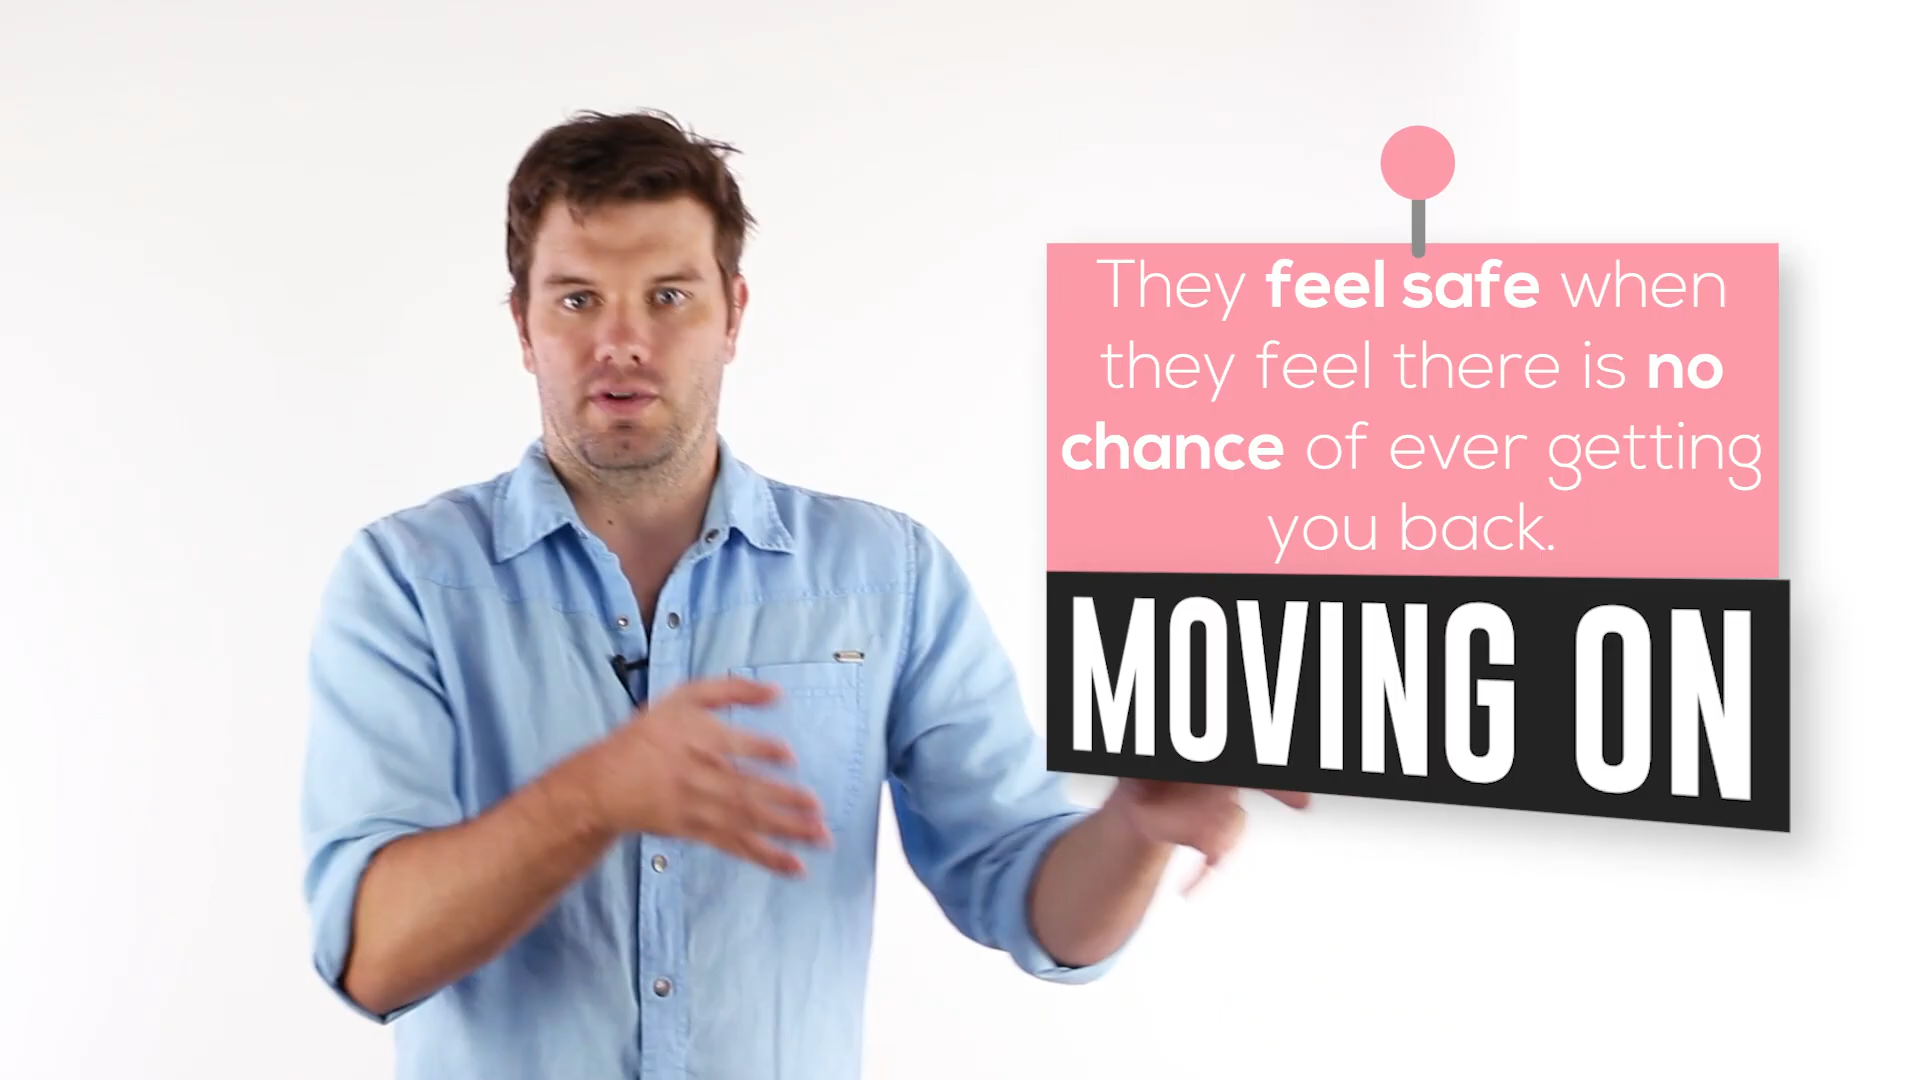 They feel safe when
they feel there is no
chance of ever getting
you back.
MOVING ON